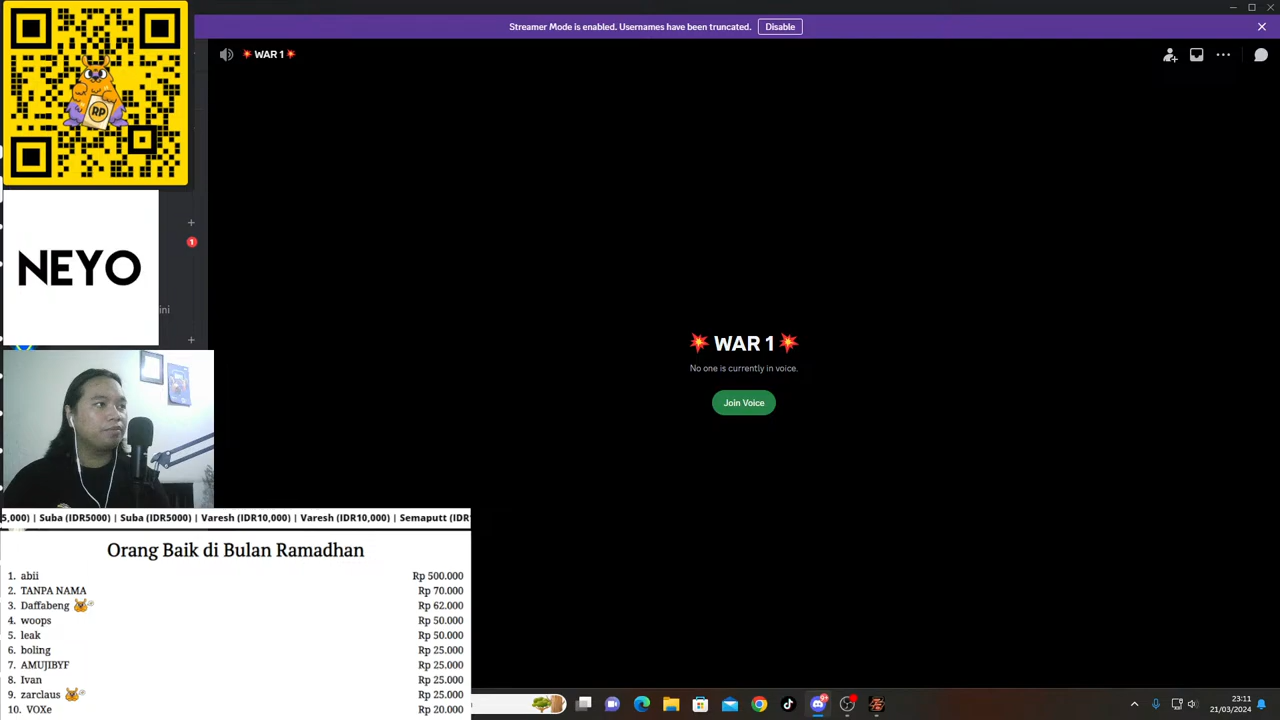 Streamer Mode is enabled. Usernames have been truncated.
Disable
💥 WAR 1 💥
RP
1
NEYO
ini
💥 WAR 1 💥
No one is currently in voice.
Join Voice
5,000) | Suba (IDR5000) | Suba (IDR5000) | Varesh (IDR10,000) | Varesh (IDR10,000) | Semaputt (IDR
Orang Baik di Bulan Ramadhan
1. abii Rp 500.000
2. TANPA NAMA Rp 70.000
3. Daffabeng Rp 62.000
4. woops Rp 50.000
5. leak Rp 50.000
6. boling Rp 25.000
7. AMUJIBYF Rp 25.000
8. Ivan Rp 25.000
9. zarclaus Rp 25.000
10. VOXe Rp 20.000
23:11
21/03/2024